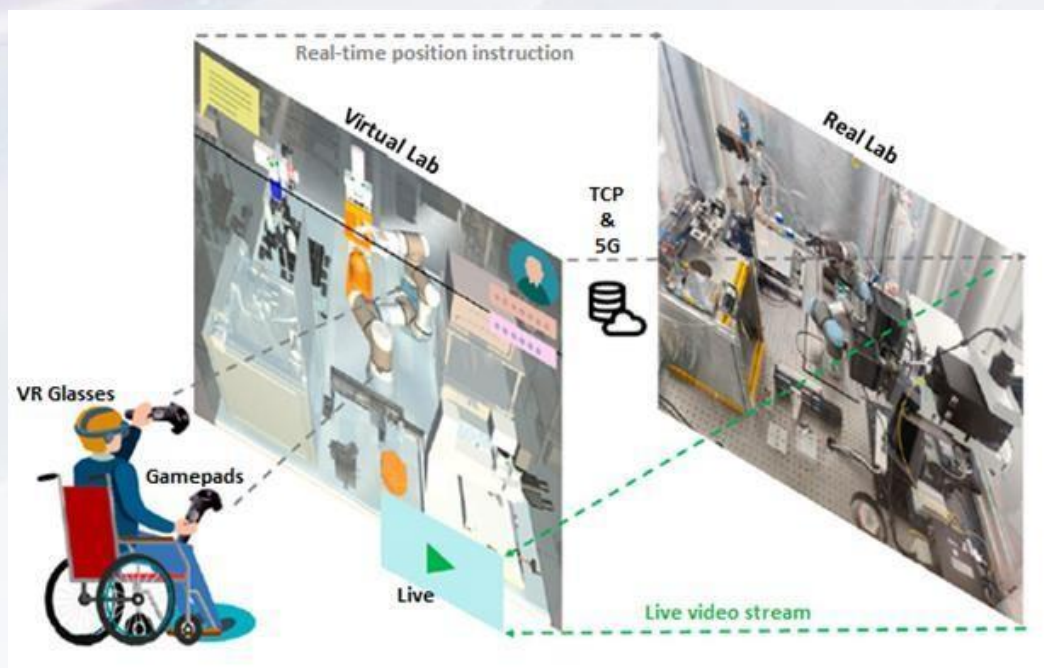 Real-time position instruction
Virtual Lab
Real Lab
TCP
&
5G
VR Glasses
Gamepads
Live
Live video stream